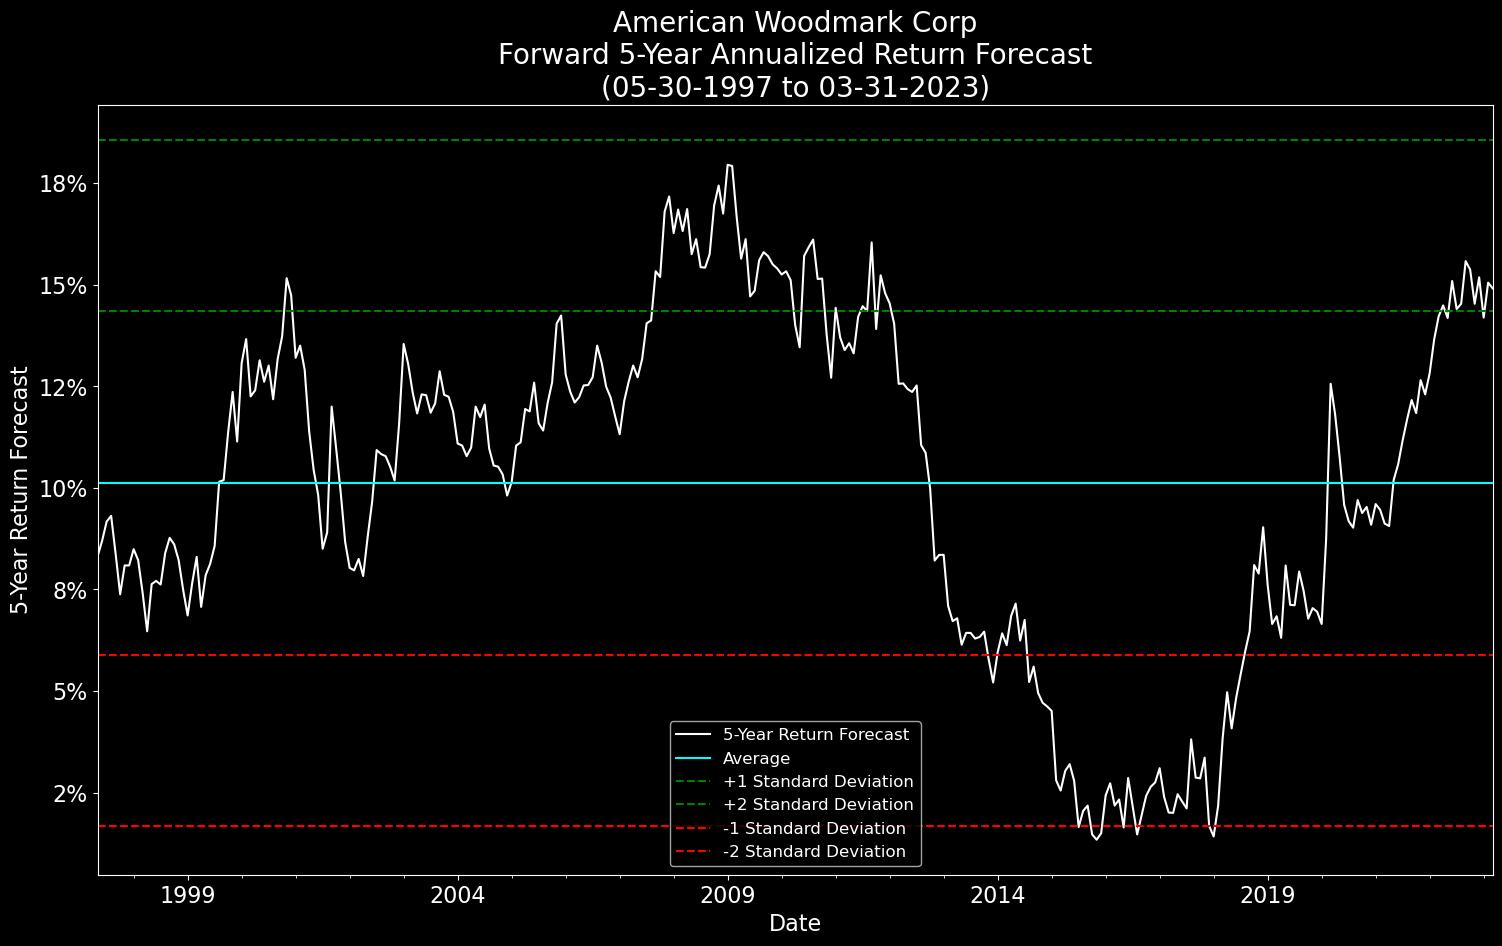 American Woodmark Corp
Forward 5-Year Annualized Return Forecast
(05-30-1997 to 03-31-2023)
18%
15%
12%
10%
8%
5%
2%
5-Year Return Forecast
5-Year Return Forecast
Average
+1 Standard Deviation
+2 Standard Deviation
-1 Standard Deviation
-2 Standard Deviation
1999 2004 2009 2014 2019
Date